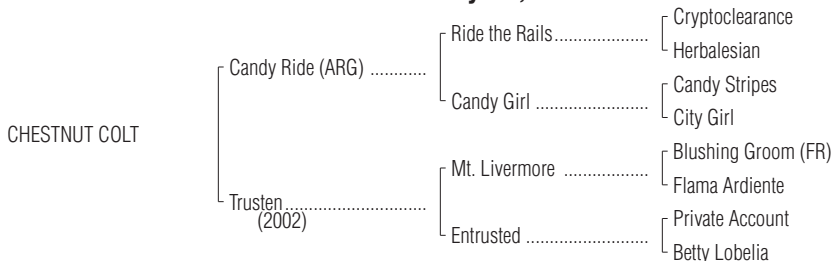 Cryptoclearance
Ride the Rails....................
Herbalesian
Candy Ride (ARG) ............
Candy Stripes
Candy Girl ........................
City Girl
CHESTNUT COLT
Blushing Groom (FR)
Mt. Livermore ..................
Flama Ardiente
Trusten..............................
(2002)
Private Account
Entrusted ..........................
Betty Lobelia